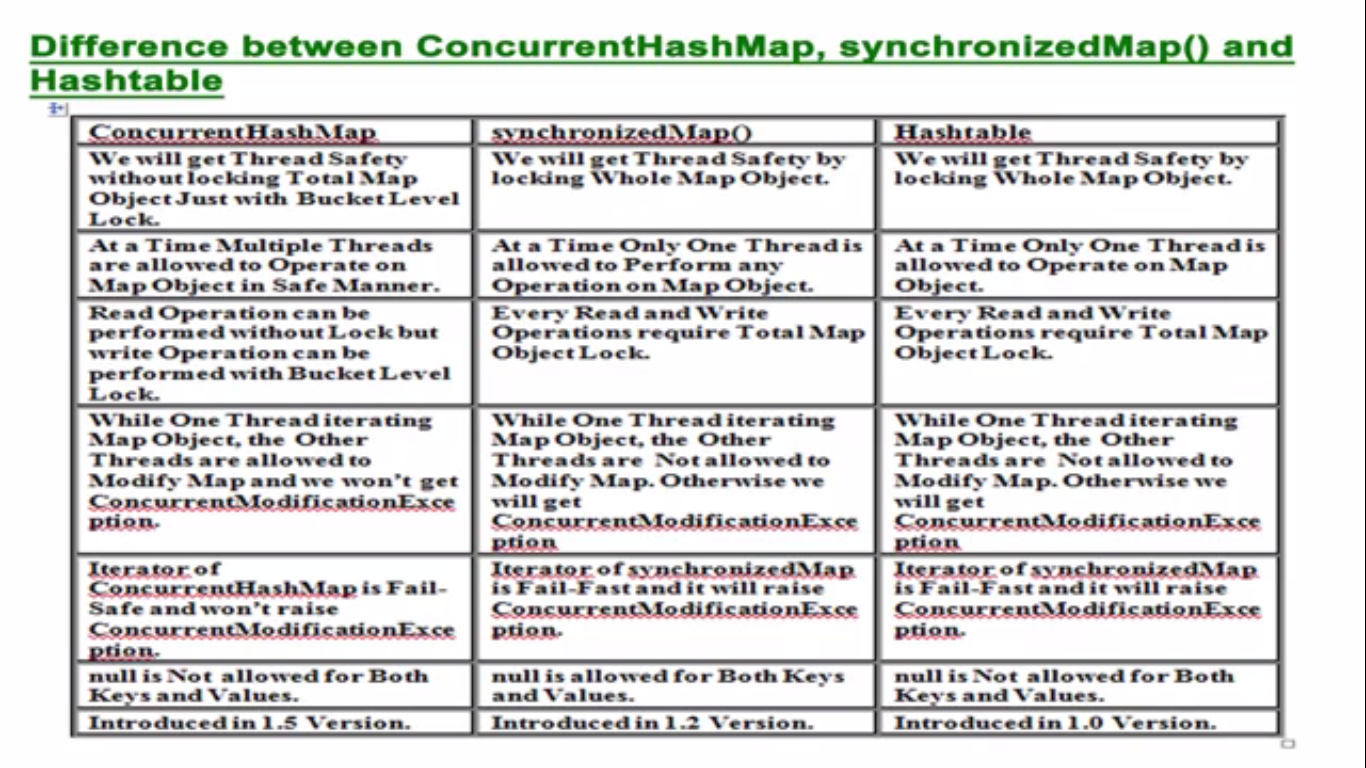 Difference between ConcurrentHashMap, synchronizedMap() and
Hashtable
ConcurrentHashMap
synchronizedMap()
Hashtable
We will get Thread Safety
without locking Total Map
Object Just with Bucket Level
Lock.
We will get Thread Safety by
locking Whole Map Object.
We will get Thread Safety by
locking Whole Map Object.
At a Time Multiple Threads
are allowed to Operate on
Map Object in Safe Manner.
At a Time Only One Thread is
allowed to Perform any
Operation on Map Object.
At a Time Only One Thread is
allowed to Operate on Map
Object.
Read Operation can be
performed without Lock but
write Operation can be
performed with Bucket Level
Lock.
Every Read and Write
Operations require Total Map
Object Lock.
Every Read and Write
Operations require Total Map
Object Lock.
While One Thread iterating
Map Object, the Other
Threads are allowed to
Modify Map and we won't get
ConcurrentModificationExce
ption.
While One Thread iterating
Map Object, the Other
Threads are Not allowed to
Modify Map. Otherwise we
will get
ConcurrentModificationExce
ption
While One Thread iterating
Map Object, the Other
Threads are Not allowed to
Modify Map. Otherwise we
will get
ConcurrentModificationExce
ption
Iterator of
ConcurrentHashMap is Fail-
Safe and won't raise
ConcurrentModificationExce
ption.
Iterator of synchronizedMap
is Fail-Fast and it will raise
ConcurrentModificationExce
ption.
Iterator of synchronizedMap
is Fail-Fast and it will raise
ConcurrentModificationExce
ption.
null is Not allowed for Both
Keys and Values.
null is allowed for Both Keys
and Values.
null is Not allowed for Both
Keys and Values.
Introduced in 1.5 Version.
Introduced in 1.2 Version.
Introduced in 1.0 Version.